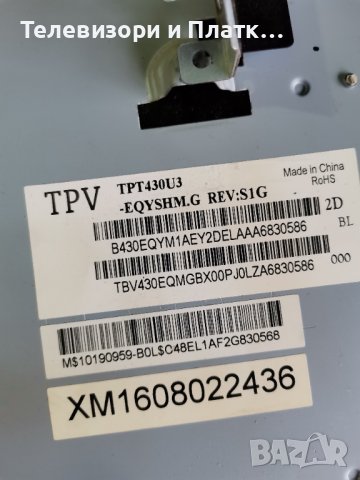 Телевизори и Платк...
TPV
TPT430U3
-EQYSHM.G REV:S1G
Made in China
RoHS
B430EQYM1AEY2DELAAA6830586
2D
BL
TBV430EQMGBX00PJ0LZA6830586
000
M$10190959-B0L$C48EL1AF2G830568
XM1608022436
BAZAR